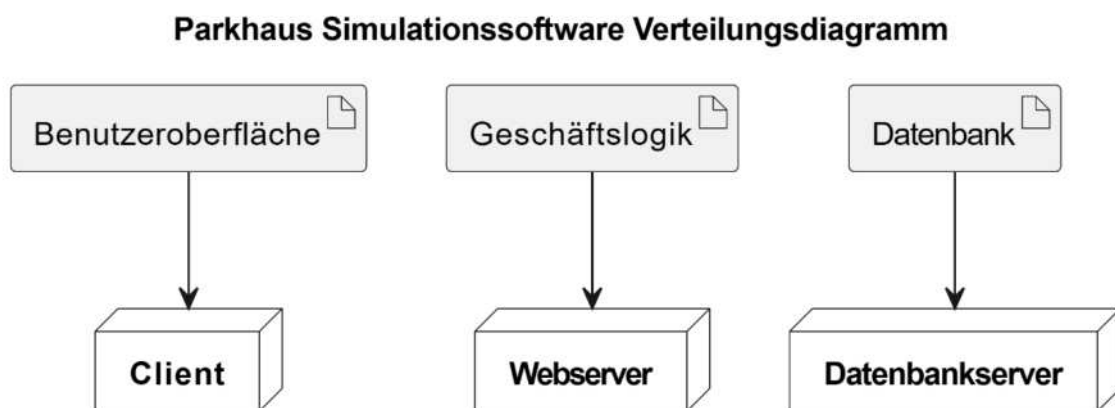 Parkhaus Simulationssoftware Verteilungsdiagramm
Benutzeroberfläche
Geschäftslogik
Datenbank
Client
Webserver
Datenbankserver